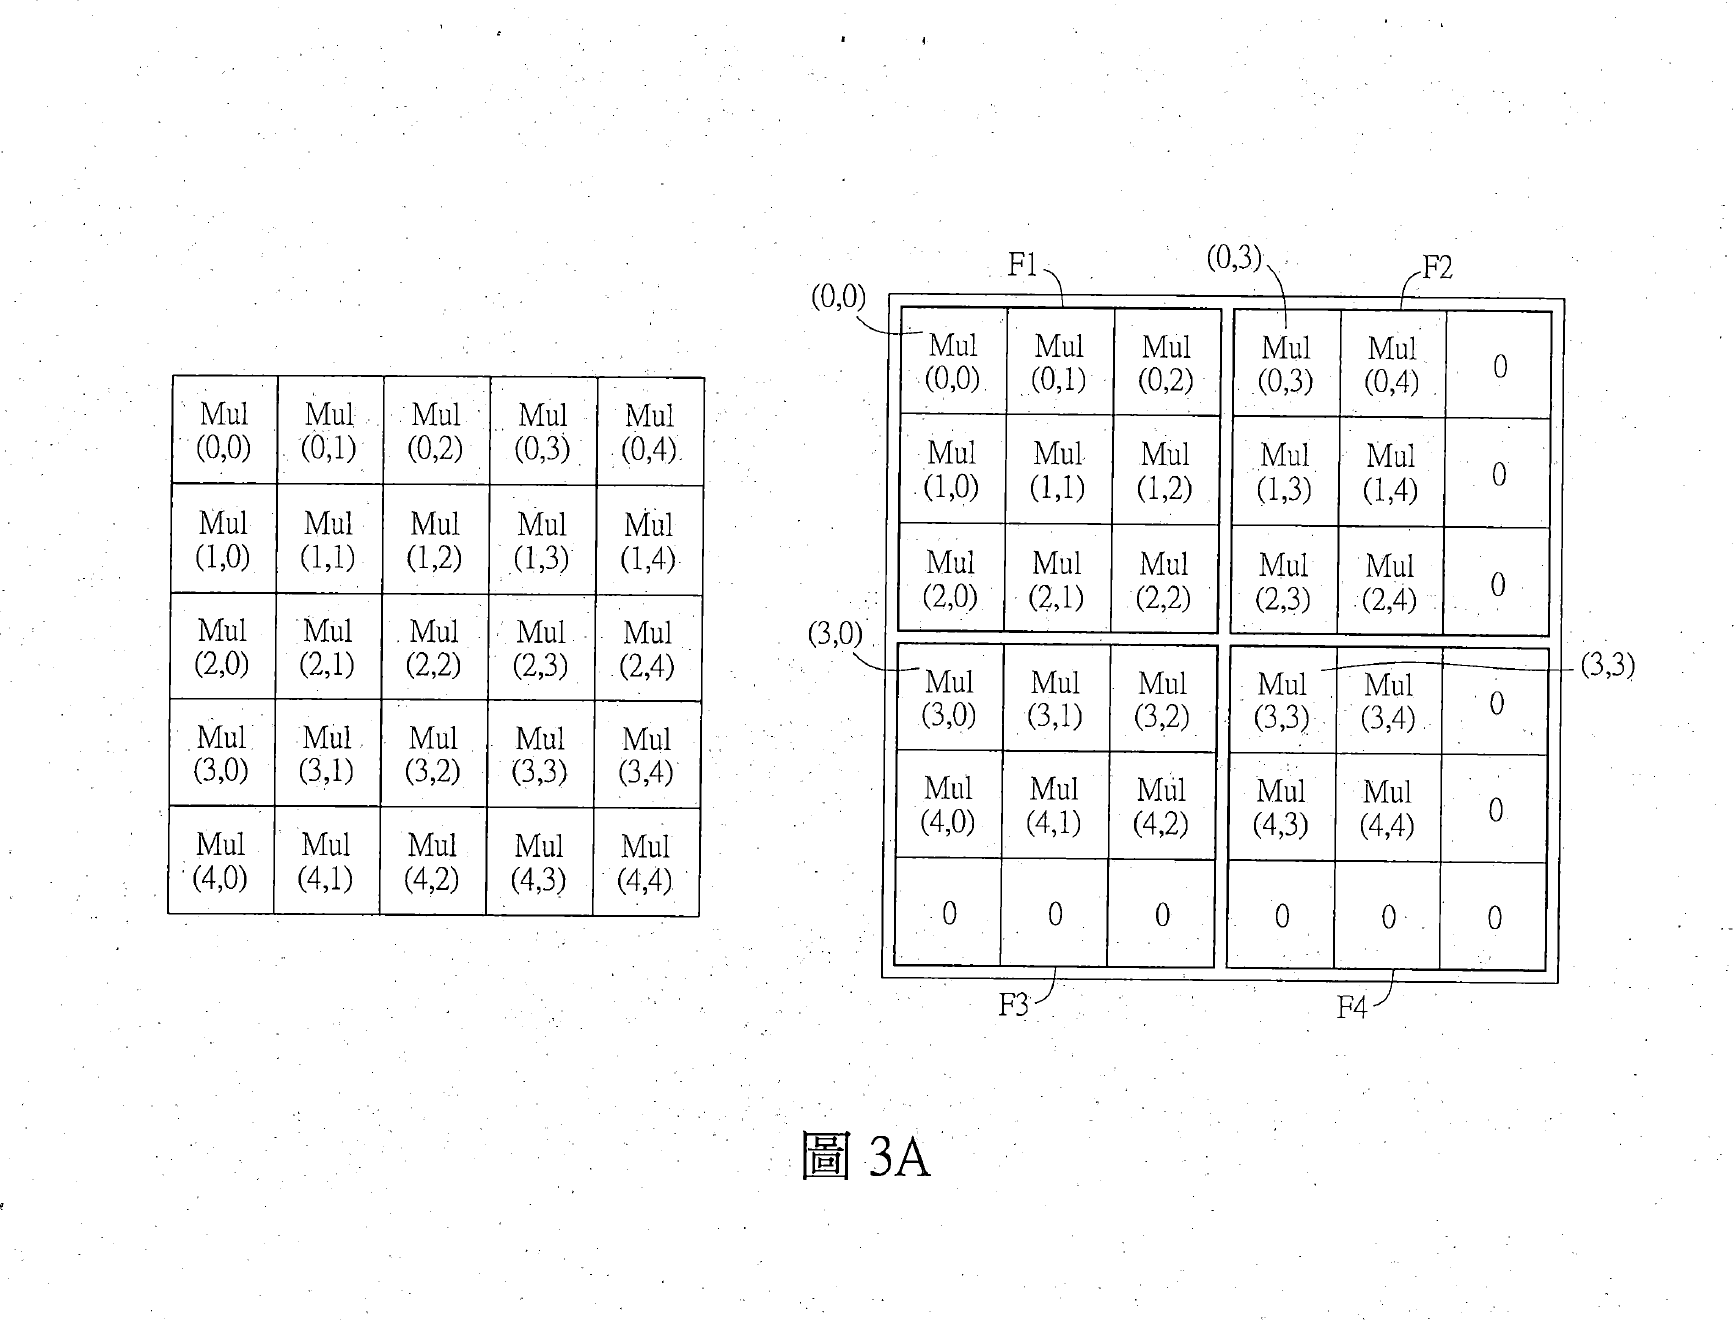 Mul Mul Mul Mul Mul
(0,0) (0,1) (0,2) (0,3) (0,4)
Mul Mul Mul Mul Mul
(1,0) (1,1) (1,2) (1,3) (1,4)
Mul Mul Mul Mul Mul
(2,0) (2,1) (2,2) (2,3) (2,4)
Mul Mul Mul Mul Mul
(3,0) (3,1) (3,2) (3,3) (3,4)
Mul Mul Mul Mul Mul
(4,0) (4,1) (4,2) (4,3) (4,4)
F1 (0,3) F2
(0,0)
Mul Mul Mul Mul Mul 0
(0,0) (0,1) (0,2) (0,3) (0,4)
Mul Mul Mul Mul Mul 0
(1,0) (1,1) (1,2) (1,3) (1,4)
Mul Mul Mul Mul Mul 0
(2,0) (2,1) (2,2) (2,3) (2,4)
(3,0)
(3,3)
Mul Mul Mul Mul Mul 0
(3,0) (3,1) (3,2) (3,3) (3,4)
Mul Mul Mul Mul Mul 0
(4,0) (4,1) (4,2) (4,3) (4,4)
0 0 0 0 0 0
F3 F4
圖 3A